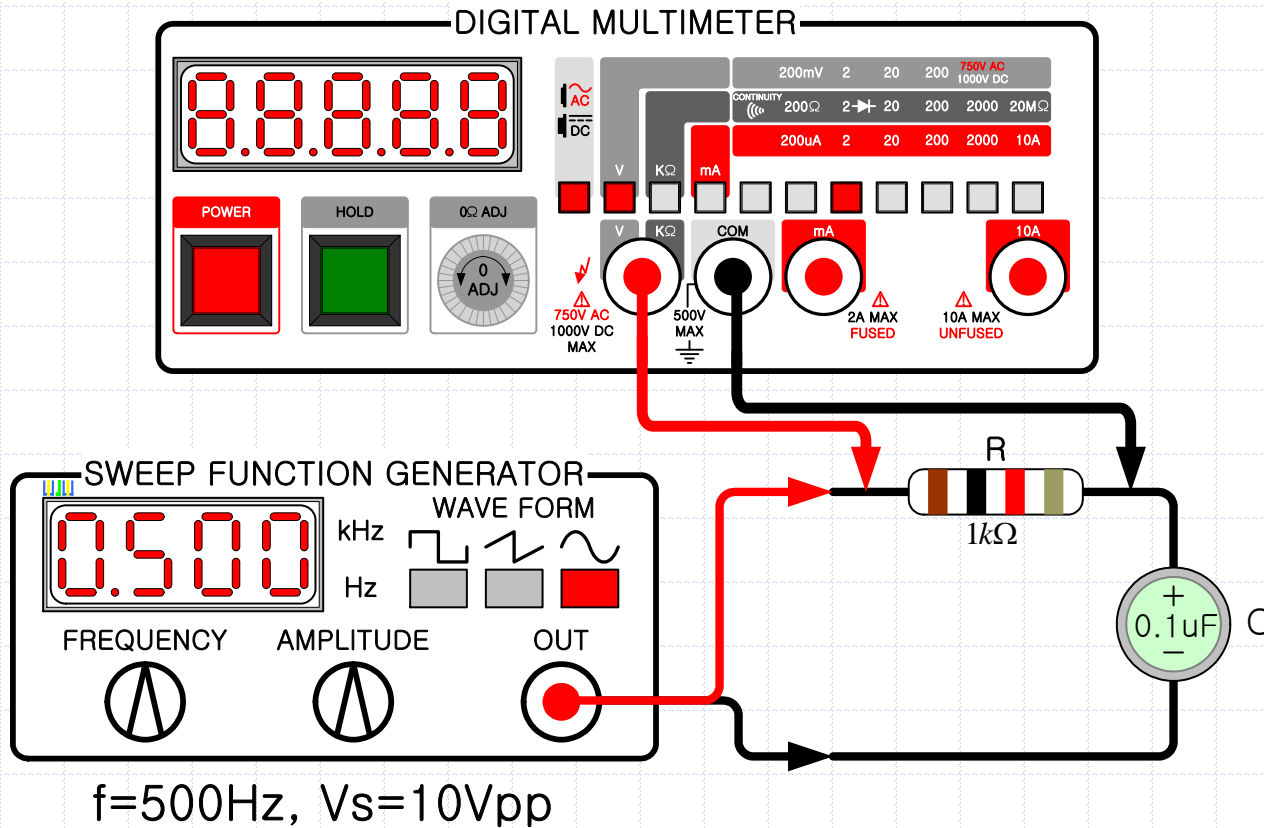 DIGITAL MULTIMETER
8.8.8.8.8
AC
DC
200mV 2 20 200 750V AC 1000V DC
CONTINUITY 200Ω 2 20 200 2000 20MΩ
200uA 2 20 200 2000 10A
V KΩ mA
POWER HOLD 0Ω ADJ
0
ADJ
V KΩ COM mA 10A
750V AC
1000V DC
MAX
500V
MAX
2A MAX
FUSED
10A MAX
UNFUSED
R
1kΩ
SWEEP FUNCTION GENERATOR
WAVE FORM
0.500
kHz
Hz
FREQUENCY AMPLITUDE OUT
+
0.1uF
−
f=500Hz, Vs=10Vpp